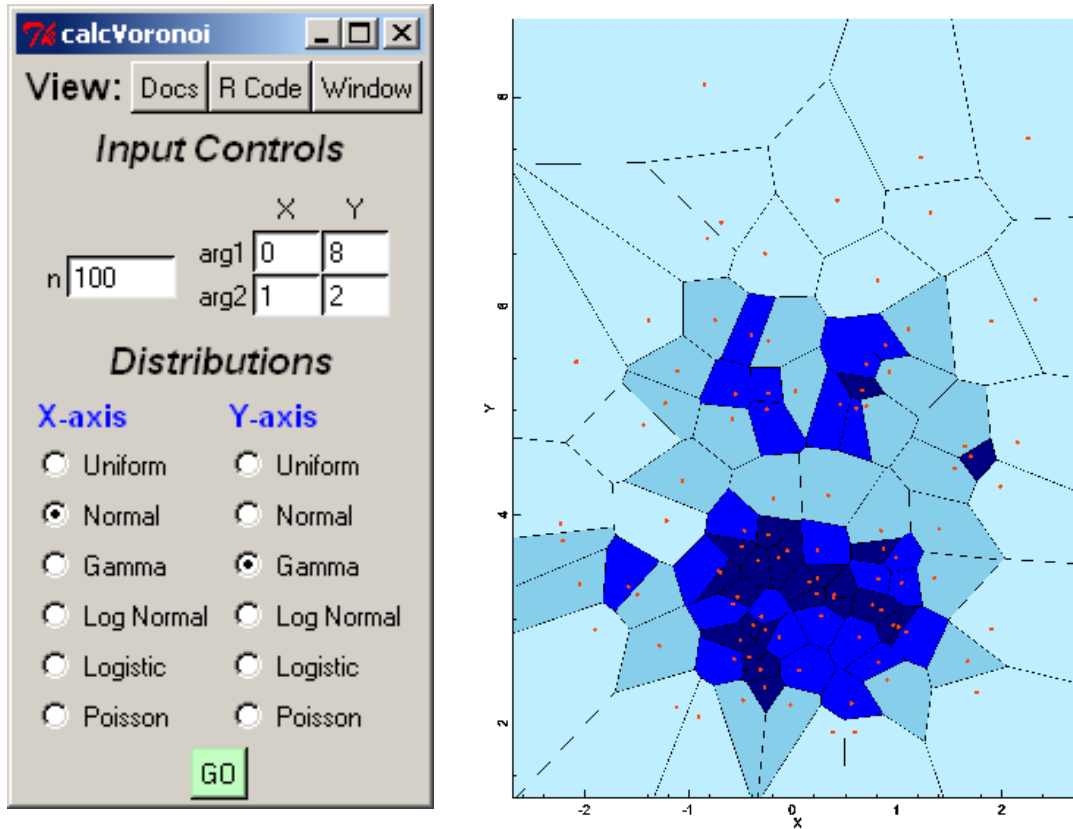 calcVoronoi
View: Docs R Code Window
Input Controls
X Y
n 100
arg1 0 8
arg2 1 2
Distributions
X-axis Y-axis
Uniform Uniform
Normal Normal
Gamma Gamma
Log Normal Log Normal
Logistic Logistic
Poisson Poisson
GO
8
6
Y
4
2
-2 -1 0 1 2
X